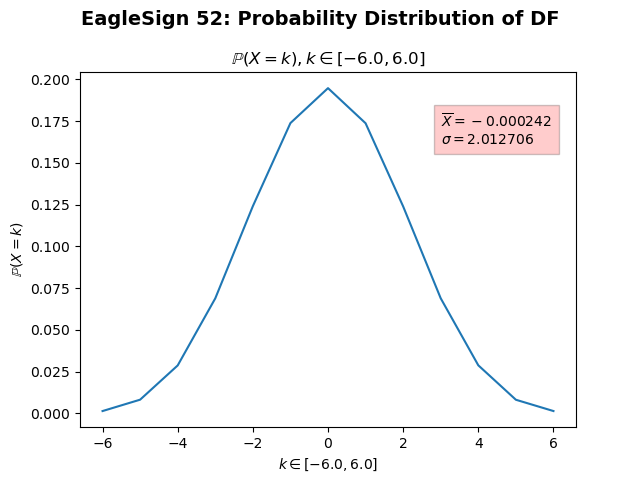 EagleSign 52: Probability Distribution of DF
ℙ(X = k), k ∈ [−6.0, 6.0]
0.200
0.175
0.150
0.125
0.100
0.075
0.050
0.025
0.000
ℙ(X = k)
X̅ = −0.000242
σ = 2.012706
−6 −4 −2 0 2 4 6
k ∈ [−6.0, 6.0]